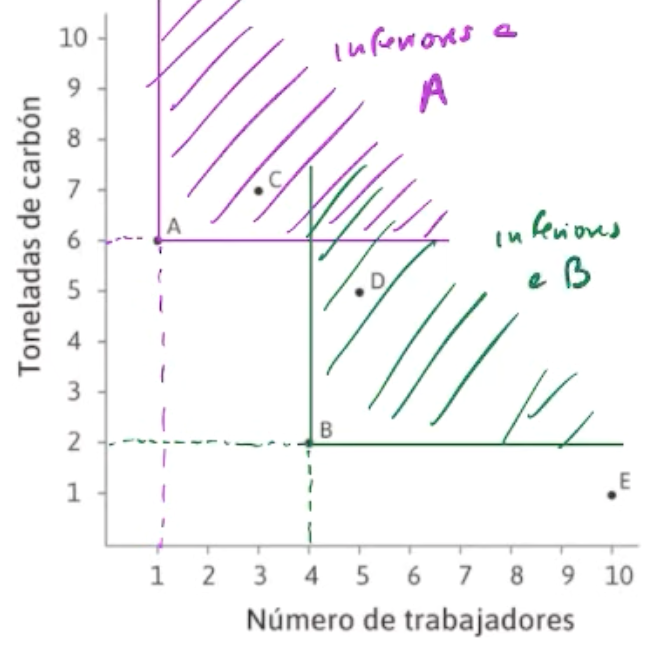 inferiores a
A
10
9
8
7
6
5
4
3
2
1
C
A
inferiores
a B
D
B
E
1 2 3 4 5 6 7 8 9 10
Toneladas de carbón
Número de trabajadores